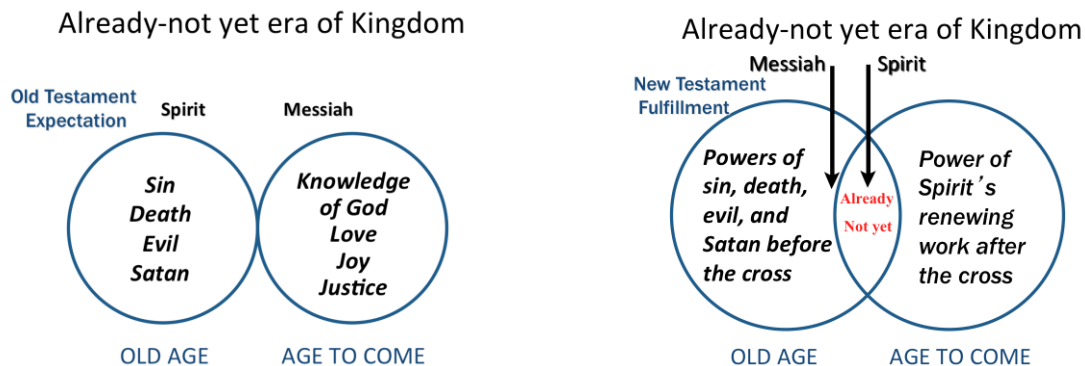 Already-not yet era of Kingdom
Old Testament
Expectation
Spirit
Messiah
Sin
Death
Evil
Satan
Knowledge
of God
Love
Joy
Justice
OLD AGE
AGE TO COME
Already-not yet era of Kingdom
Messiah
Spirit
New Testament
Fulfillment
Powers of
sin, death,
evil, and
Satan before
the cross
Already
Not yet
Power of
Spirit's
renewing
work after
the cross
OLD AGE
AGE TO COME